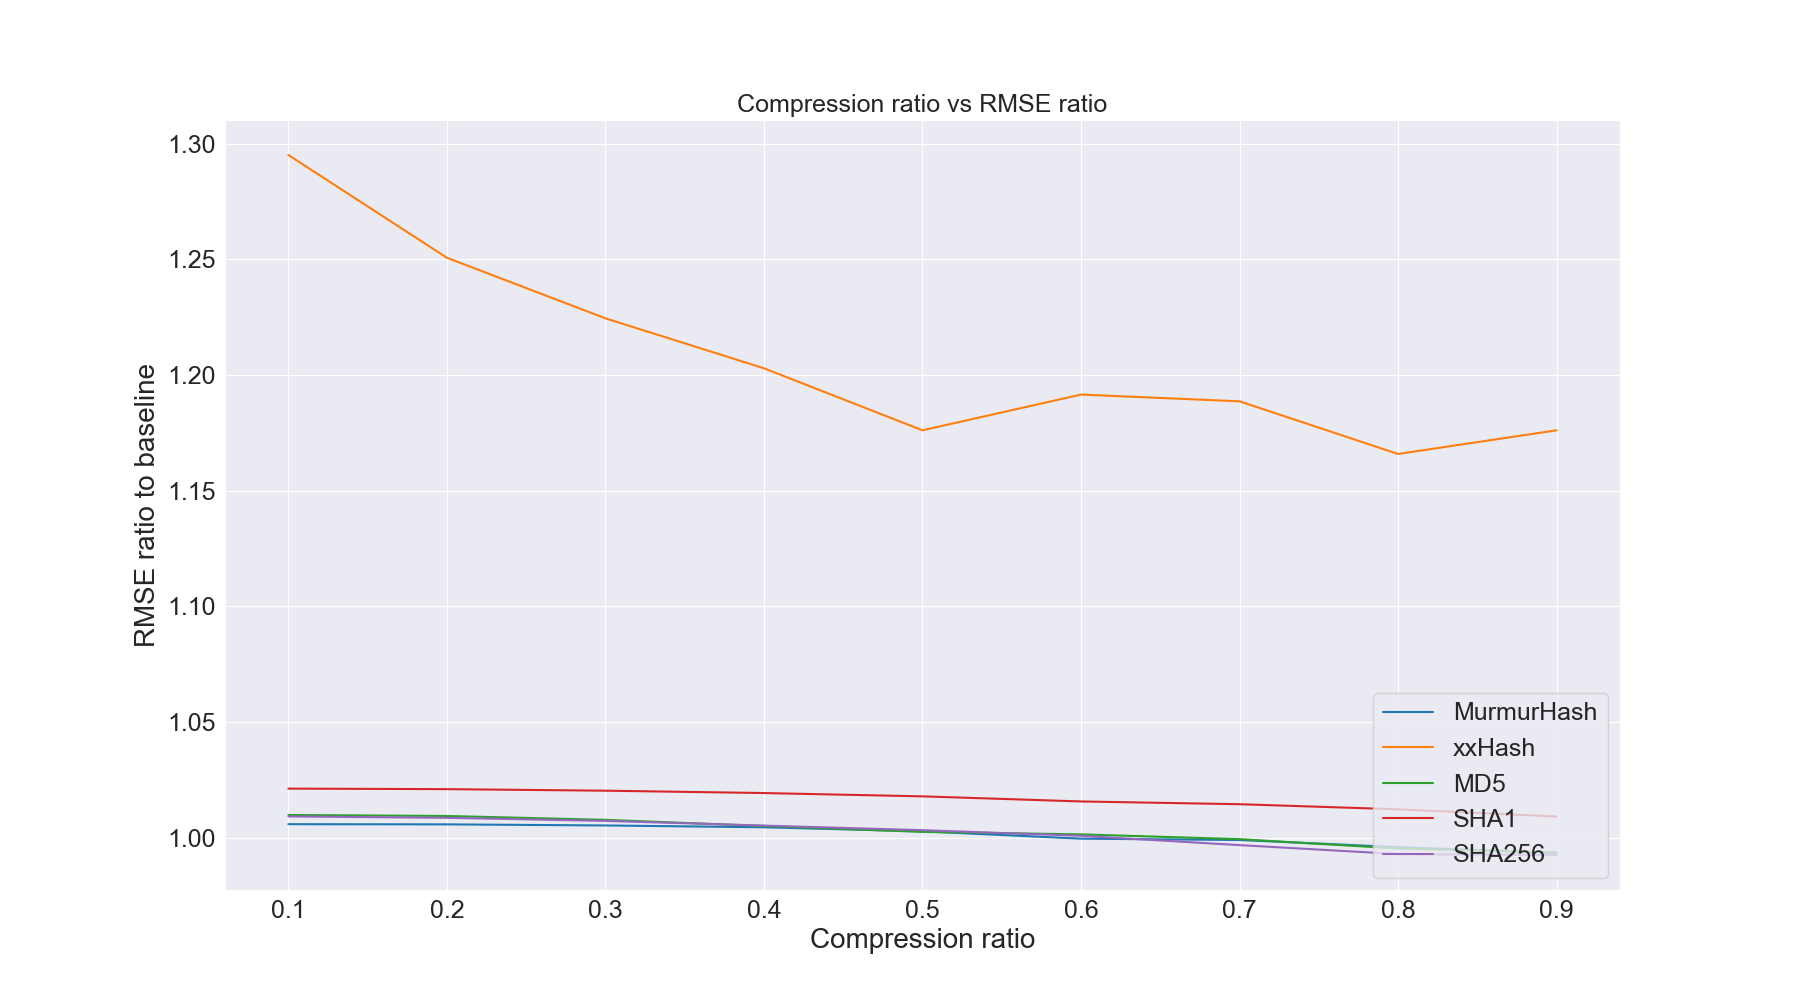 Compression ratio vs RMSE ratio
RMSE ratio to baseline
1.30
1.25
1.20
1.15
1.10
1.05
1.00
MurmurHash
xxHash
MD5
SHA1
SHA256
0.1 0.2 0.3 0.4 0.5 0.6 0.7 0.8 0.9
Compression ratio